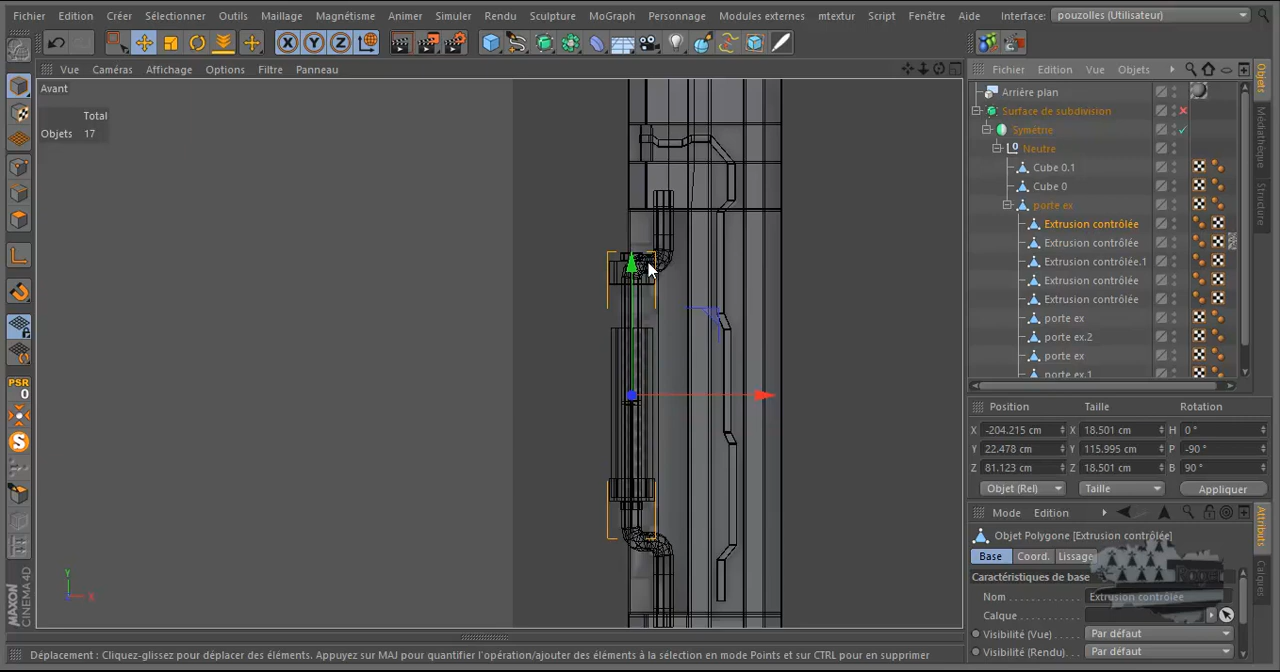 Fichier Edition Créer Sélectionner Outils Maillage Magnétisme Animer Simuler Rendu Sculpture MoGraph Personnage Modules externes mtextur Script Fenêtre Aide Interface: pouzolles (Utilisateur)
X Y Z
Vue Caméras Affichage Options Filtre Panneau
Fichier Edition Vue Objets
Avant
Total
Objets 17
Arriére plan
Surface de subdivision
Symétrie
Neutre
Cube 0.1
Cube 0
porte ex
Extrusion contrôlée
Extrusion contrôlée
Extrusion contrôlée.1
Extrusion contrôlée
Extrusion contrôlée
porte ex
porte ex.2
porte ex
porte ex.1
Objets
Médiathèque
Structure
PSR
0
S
Position Taille Rotation
X -204.215 cm X 18.501 cm H 0 °
Y 22.478 cm Y 115.995 cm P -90 °
Z 81.123 cm Z 18.501 cm B 90 °
Objet (Rel) Taille Appliquer
Mode Edition
Objet Polygone [Extrusion contrôlée]
Base Coord. Lissage
Caractéristiques de base
Nom Extrusion contrôlée
Calque
Visibilité (Vue) Par défaut
Visibilité (Rendu) Par défaut
Attributs
Calques
Y
X
MAXON
CINEMA 4D
Déplacement : Cliquez-glissez pour déplacer des éléments. Appuyez sur MAJ pour quantifier l'opération/ajouter des éléments à la sélection en mode Points et sur CTRL pour en supprimer